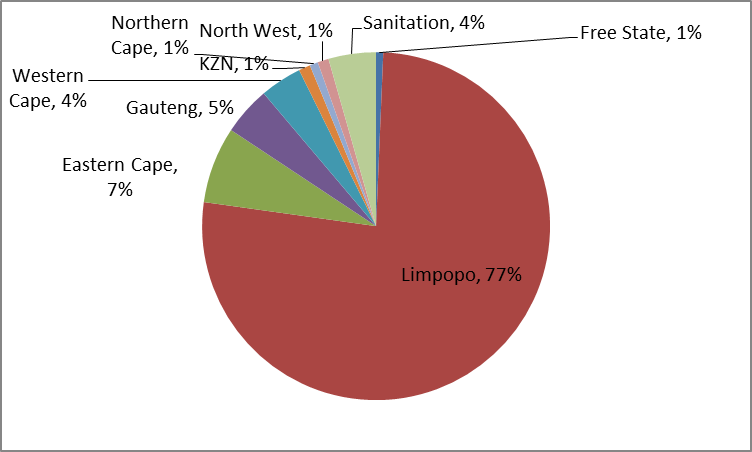 Northern
Cape, 1%
North West, 1%
Sanitation, 4%
Free State, 1%
KZN, 1%
Western
Cape, 4%
Gauteng, 5%
Eastern Cape,
7%
Limpopo, 77%